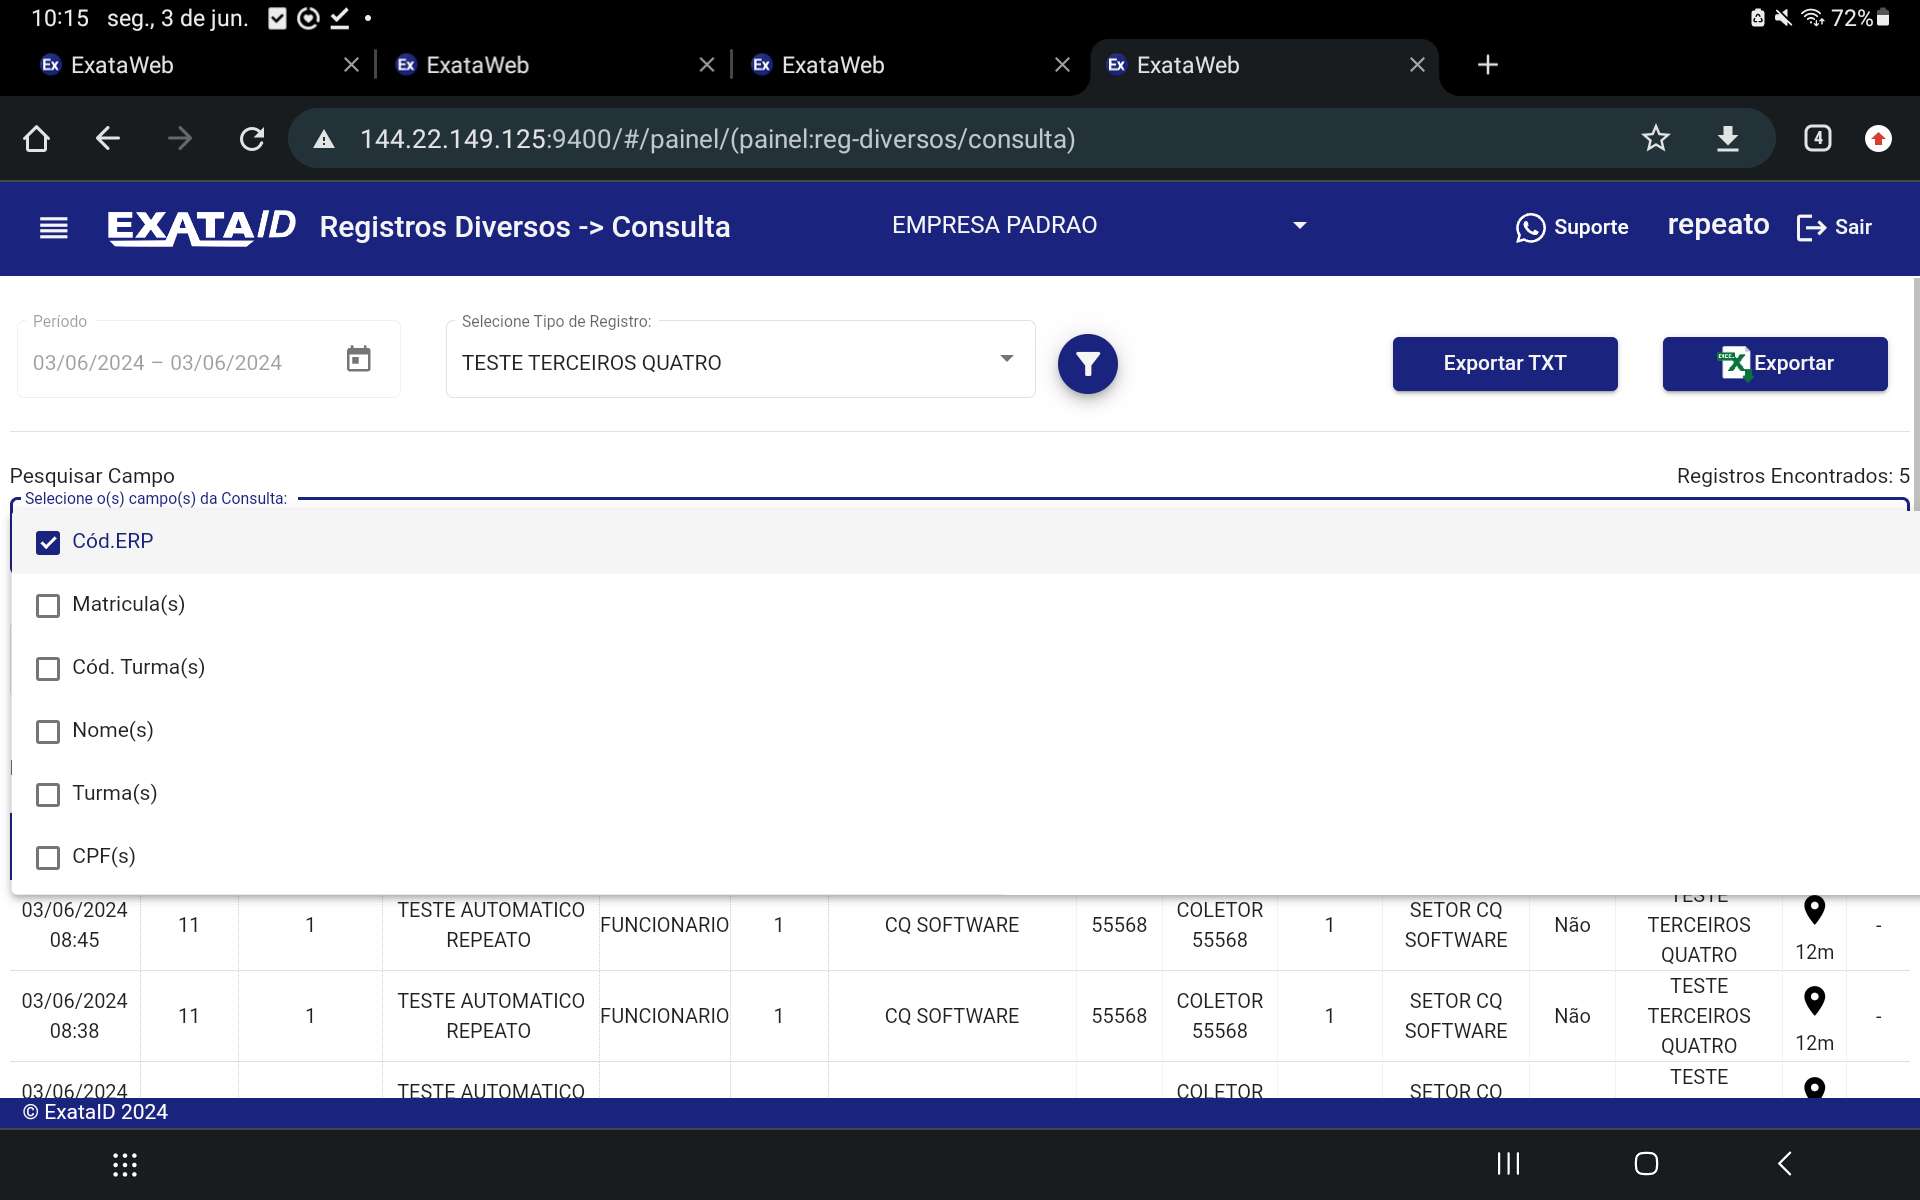 10:15 seg., 3 de jun. 72%
Ex ExataWeb Ex ExataWeb Ex ExataWeb Ex ExataWeb
144.22.149.125:9400/#/painel/(painel:reg-diversos/consulta) 4
EXATA/D Registros Diversos -> Consulta EMPRESA PADRAO Suporte repeato Sair
Período Selecione Tipo de Registro:
03/06/2024 – 03/06/2024 TESTE TERCEIROS QUATRO Exportar TXT Exportar
Pesquisar Campo Registros Encontrados: 5
Selecione o(s) campo(s) da Consulta:
Cód.ERP
Matricula(s)
Cód. Turma(s)
Nome(s)
Turma(s)
CPF(s)
03/06/2024 TESTE AUTOMATICO COLETOR SETOR CQ TESTE
08:45 11 1 REPEATO FUNCIONARIO 1 CQ SOFTWARE 55568 55568 1 SOFTWARE Não TERCEIROS -
QUATRO 12m
03/06/2024 TESTE AUTOMATICO COLETOR SETOR CQ TESTE
08:38 11 1 REPEATO FUNCIONARIO 1 CQ SOFTWARE 55568 55568 1 SOFTWARE Não TERCEIROS -
QUATRO 12m
03/06/2024 TESTE AUTOMATICO COLETOR SETOR CQ TESTE
© ExataID 2024